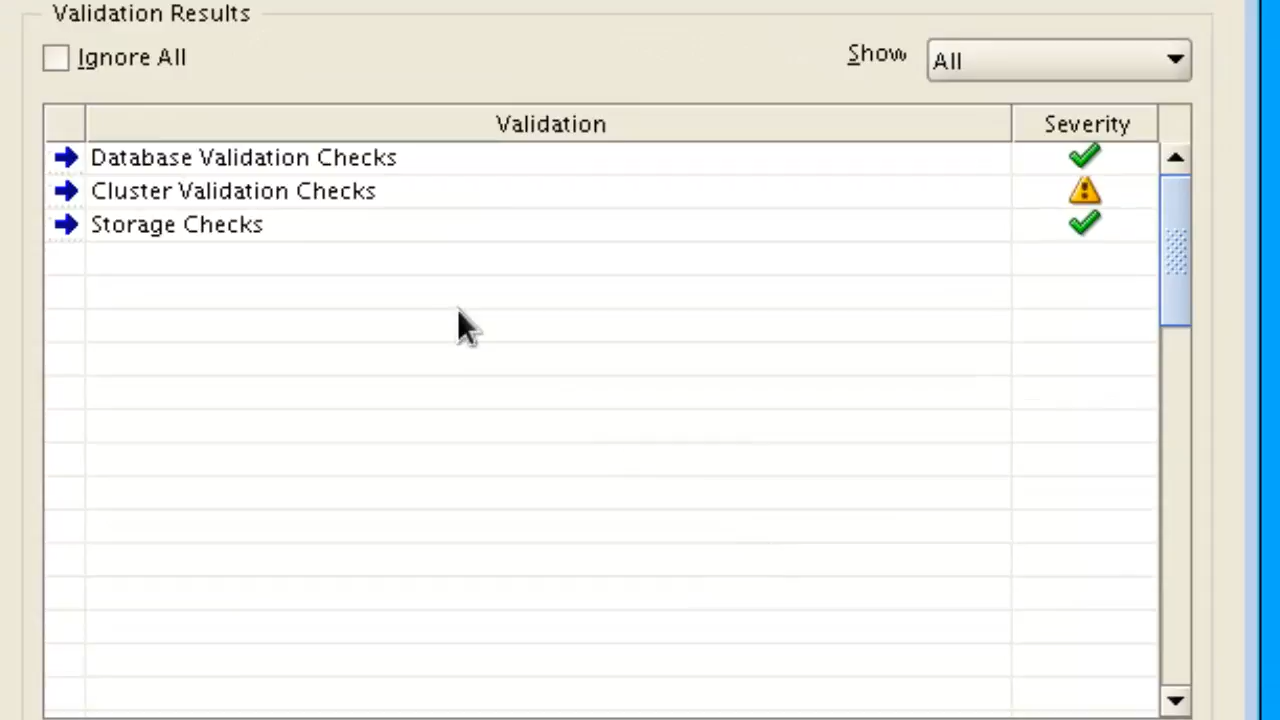 Validation Results
Ignore All
Show All
Validation Severity
Database Validation Checks
Cluster Validation Checks
Storage Checks